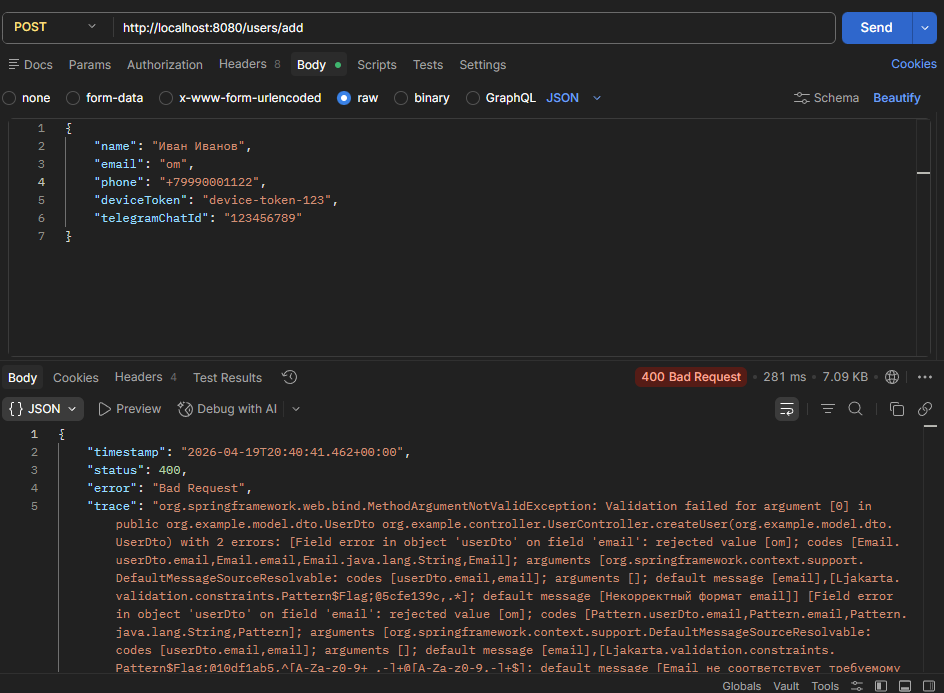 POST http://localhost:8080/users/add Send
Docs Params Authorization Headers 8 Body Scripts Tests Settings Cookies
none form-data x-www-form-urlencoded raw binary GraphQL JSON Schema Beautify
1 {
2 "name": "Иван Иванов",
3 "email": "om",
4 "phone": "+79990001122",
5 "deviceToken": "device-token-123",
6 "telegramChatId": "123456789"
7 }
Body Cookies Headers 4 Test Results 400 Bad Request • 281 ms • 7.09 KB
{} JSON Preview Debug with AI
1 {
2 "timestamp": "2026-04-19T20:40:41.462+00:00",
3 "status": 400,
4 "error": "Bad Request",
5 "trace": "org.springframework.web.bind.MethodArgumentNotValidException: Validation failed for argument [0] in
public org.example.model.dto.UserDto org.example.controller.UserController.createUser(org.example.model.dto.
UserDto) with 2 errors: [Field error in object 'userDto' on field 'email': rejected value [om]; codes [Email.
userDto.email,Email.email,Email.java.lang.String,Email]; arguments [org.springframework.context.support.
DefaultMessageSourceResolvable: codes [userDto.email,email]; arguments []; default message [email],[Ljakarta.
validation.constraints.Pattern$Flag;@5cfe139c,.*]; default message [Некорректный формат email]] [Field error
in object 'userDto' on field 'email': rejected value [om]; codes [Pattern.userDto.email,Pattern.email,Pattern.
java.lang.String,Pattern]; arguments [org.springframework.context.support.DefaultMessageSourceResolvable:
codes [userDto.email,email]; arguments []; default message [email],[Ljakarta.validation.constraints.
Pattern$Flag;@10df1ab5,^[A-Za-z0-9+_.-]+@[A-Za-z0-9.-]+$]; default message [Email не соответствует требуемому
Globals Vault Tools